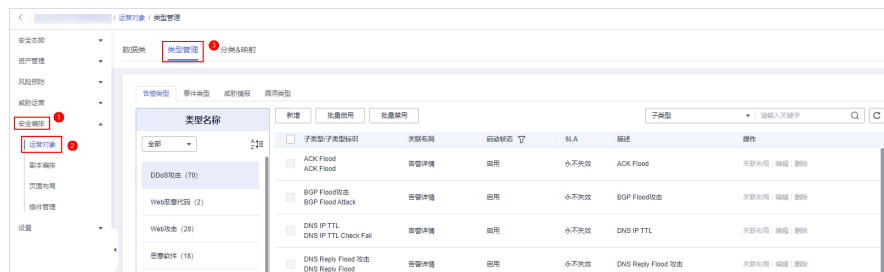 / 运营对象 / 类型管理
安全态势
资产管理
风险预防
威胁运营
安全编排
1
运营对象
2
剧本编排
页面布局
插件管理
设置
数据类
类型管理
3
分类&映射
告警类型
事件类型
威胁情报
漏洞类型
类型名称
全部
DDoS攻击 (70)
Web恶意代码 (2)
Web攻击 (28)
恶意软件 (18)
新增
批量启用
批量禁用
子类型
请输入关键字
子类型/子类型标识 关联布局 启动状态 SLA 描述 操作
ACK Flood
ACK Flood
告警详情 启用 永不失效 ACK Flood 关联布局 编辑 删除
BGP Flood攻击
BGP Flood Attack
告警详情 启用 永不失效 BGP Flood攻击 关联布局 编辑 删除
DNS IP TTL
DNS IP TTL Check Fail
告警详情 启用 永不失效 DNS IP TTL 关联布局 编辑 删除
DNS Reply Flood 攻击
DNS Reply Flood
告警详情 启用 永不失效 DNS Reply Flood 攻击 关联布局 编辑 删除